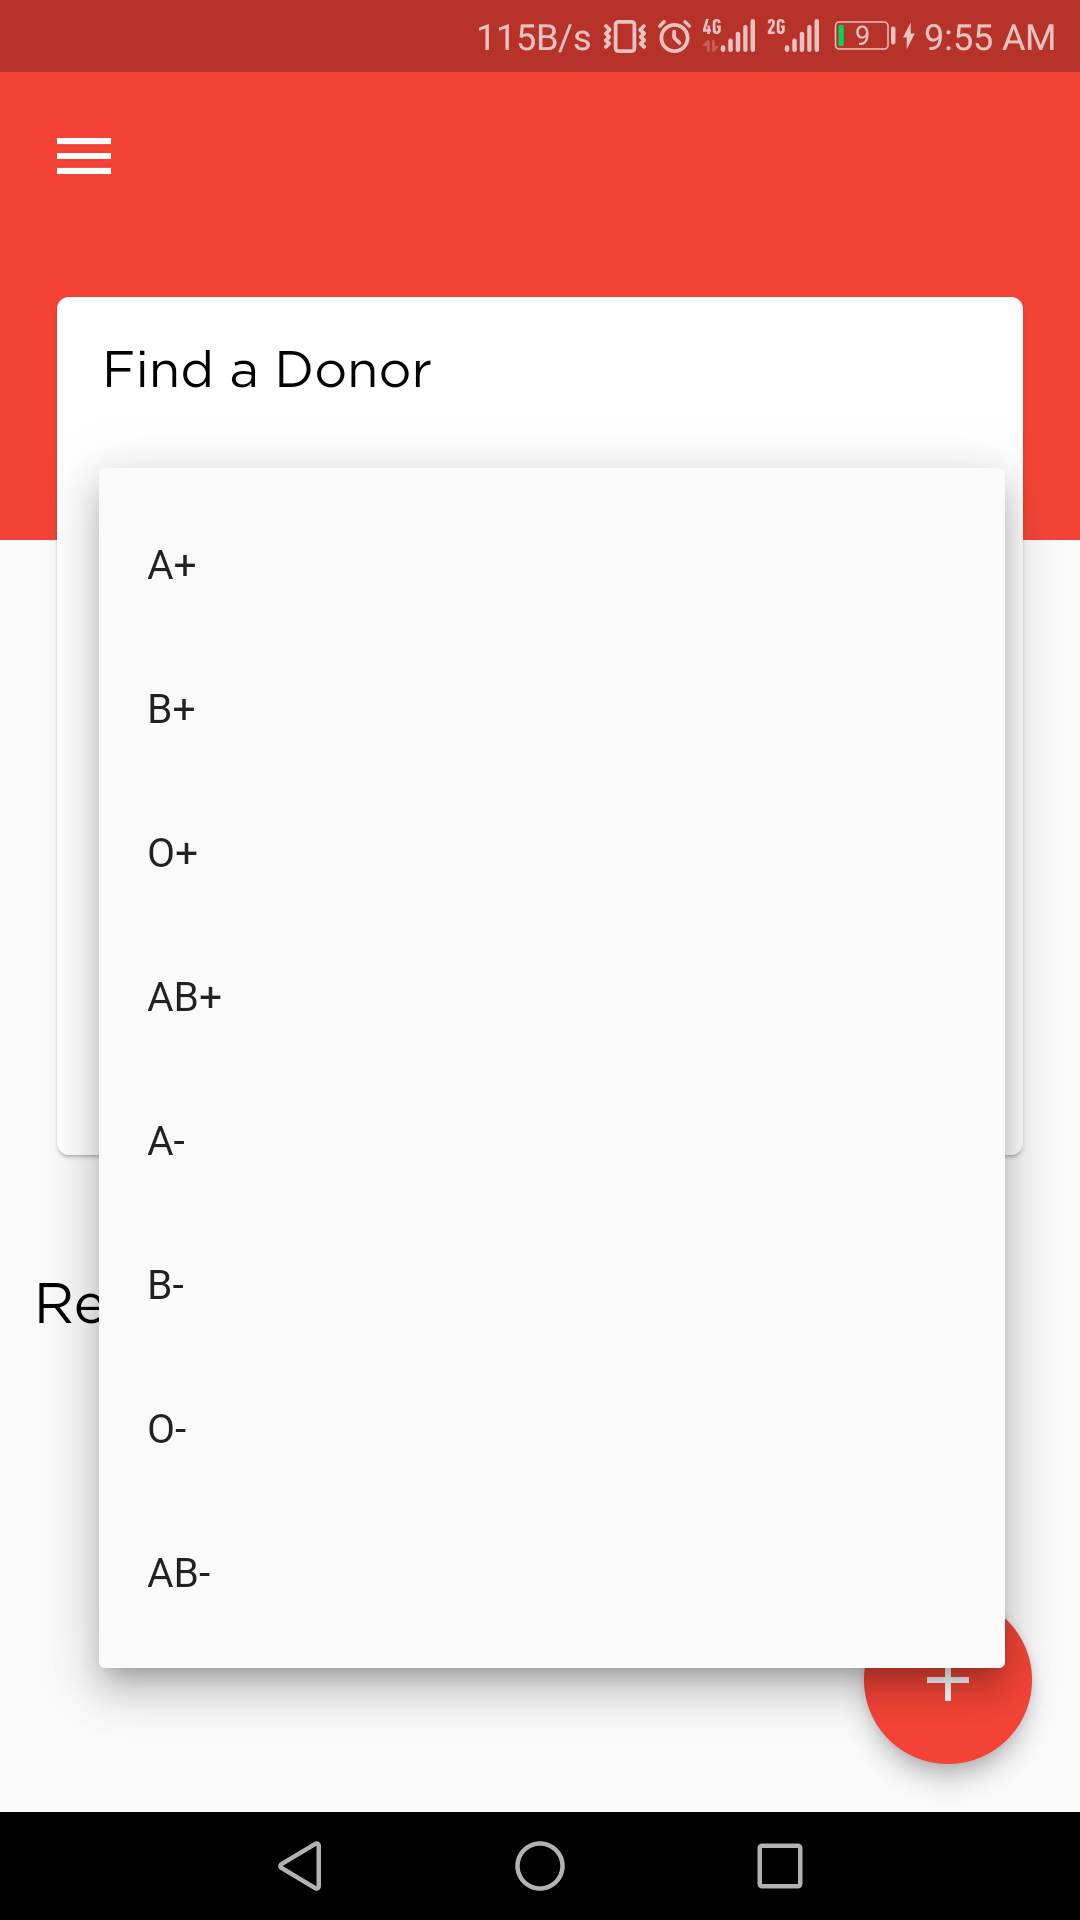 115B/s 4G 2G 9 9:55 AM
Find a Donor
A+
B+
O+
AB+
A-
B-
Re
O-
AB-